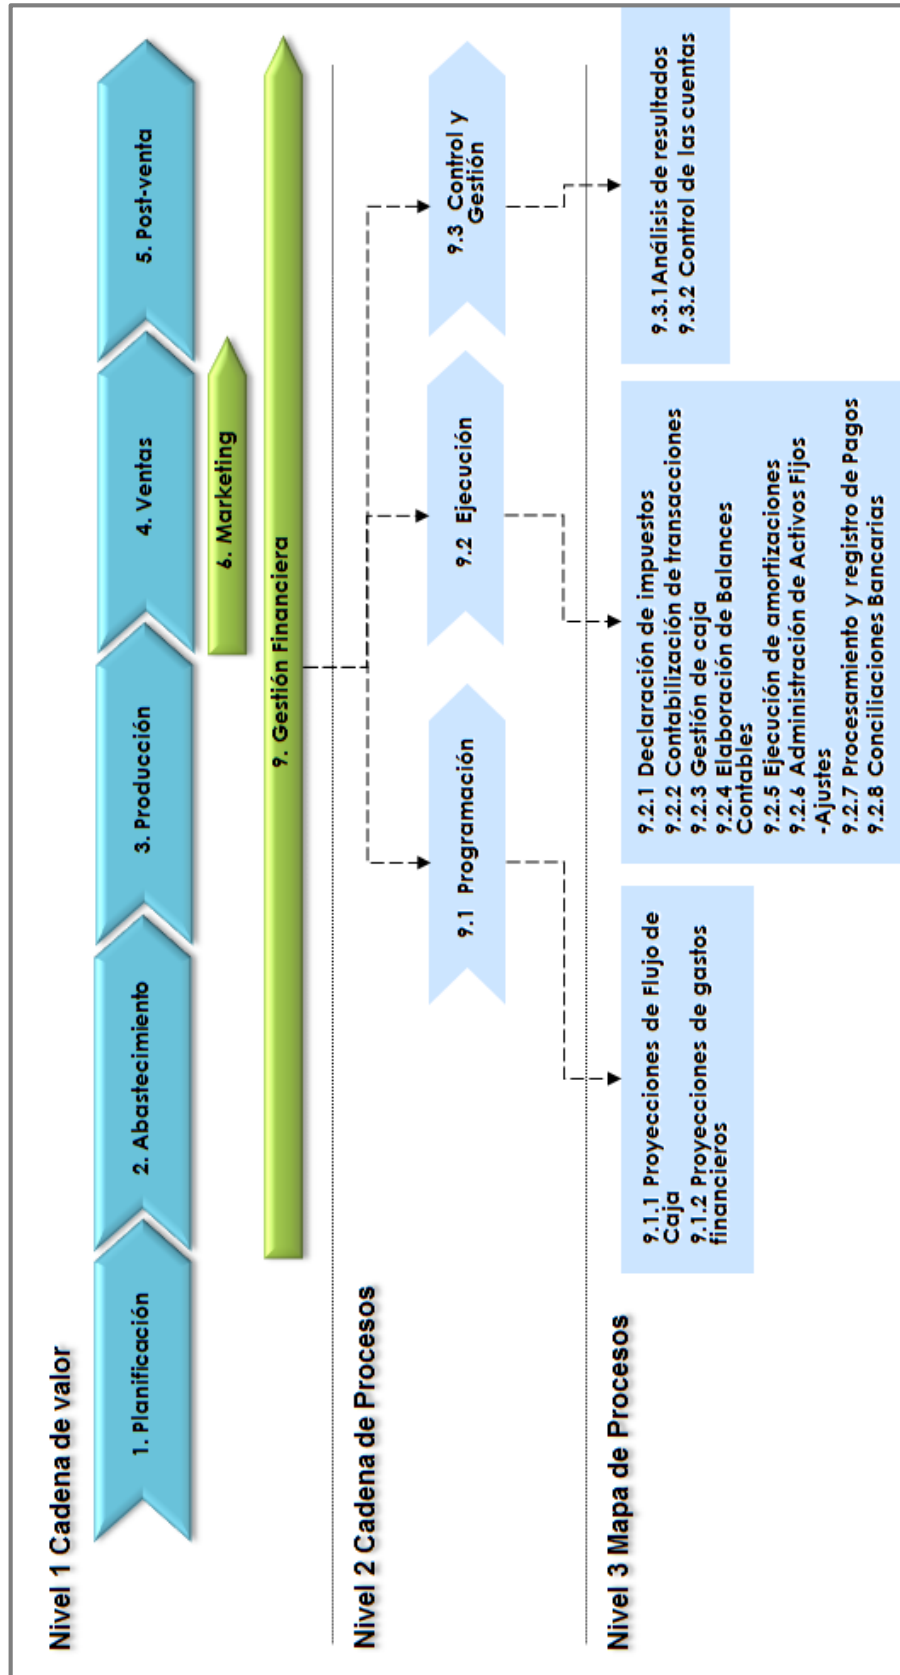 Nivel 1 Cadena de valor
1. Planificación
2. Abastecimiento
3. Producción
4. Ventas
5. Post-venta
6. Marketing
9. Gestión Financiera
Nivel 2 Cadena de Procesos
9.1 Programación
9.2 Ejecución
9.3 Control y
Gestión
Nivel 3 Mapa de Procesos
9.1.1 Proyecciones de Flujo de
Caja
9.1.2 Proyecciones de gastos
financieros
9.2.1 Declaración de impuestos
9.2.2 Contabilización de transacciones
9.2.3 Gestión de caja
9.2.4 Elaboración de Balances
Contables
9.2.5 Ejecución de amortizaciones
9.2.6 Administración de Activos Fijos
-Ajustes
9.2.7 Procesamiento y registro de Pagos
9.2.8 Conciliaciones Bancarias
9.3.1Análisis de resultados
9.3.2 Control de las cuentas